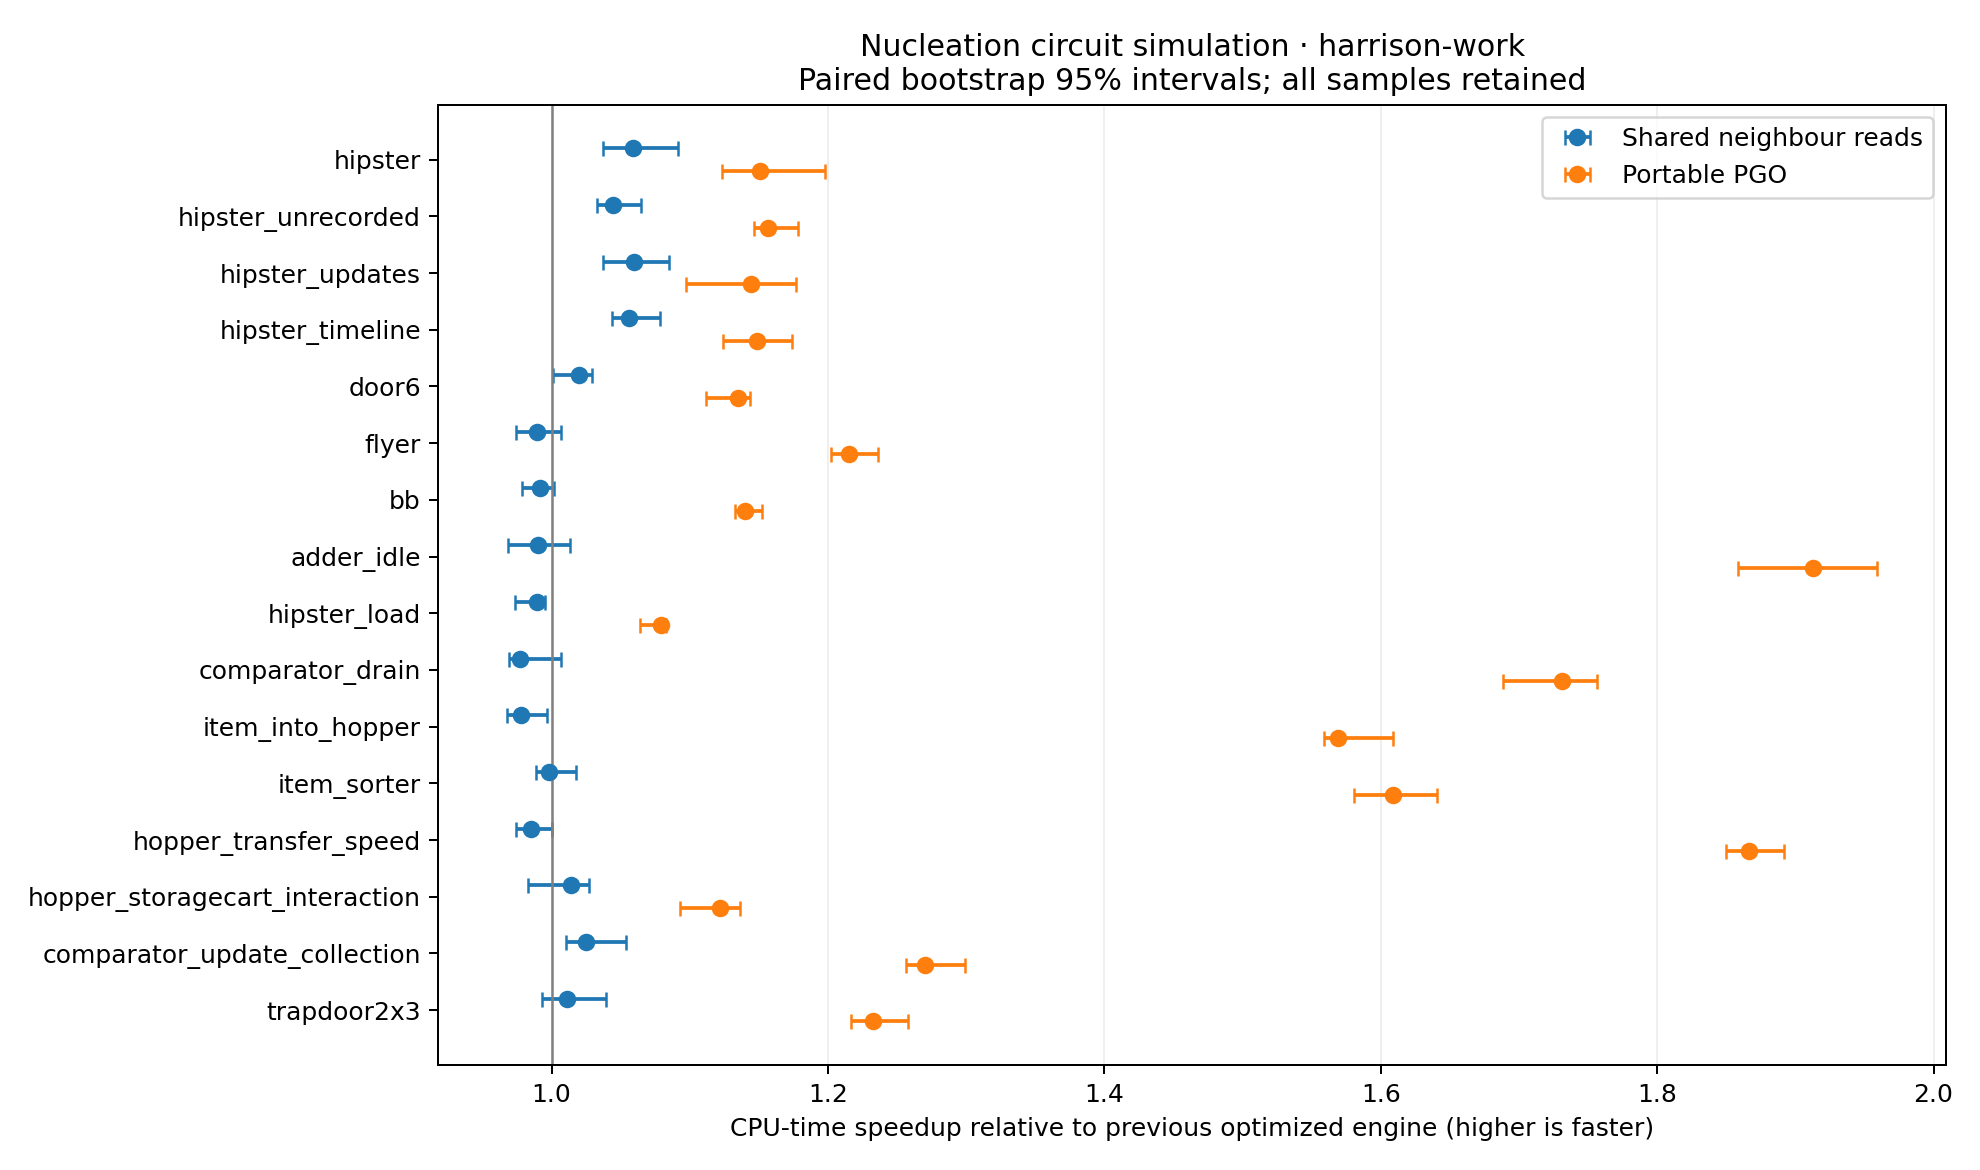 Nucleation circuit simulation · harrison-work
Paired bootstrap 95% intervals; all samples retained
Shared neighbour reads
Portable PGO
hipster
hipster_unrecorded
hipster_updates
hipster_timeline
door6
flyer
bb
adder_idle
hipster_load
comparator_drain
item_into_hopper
item_sorter
hopper_transfer_speed
hopper_storagecart_interaction
comparator_update_collection
trapdoor2x3
1.0 1.2 1.4 1.6 1.8 2.0
CPU-time speedup relative to previous optimized engine (higher is faster)